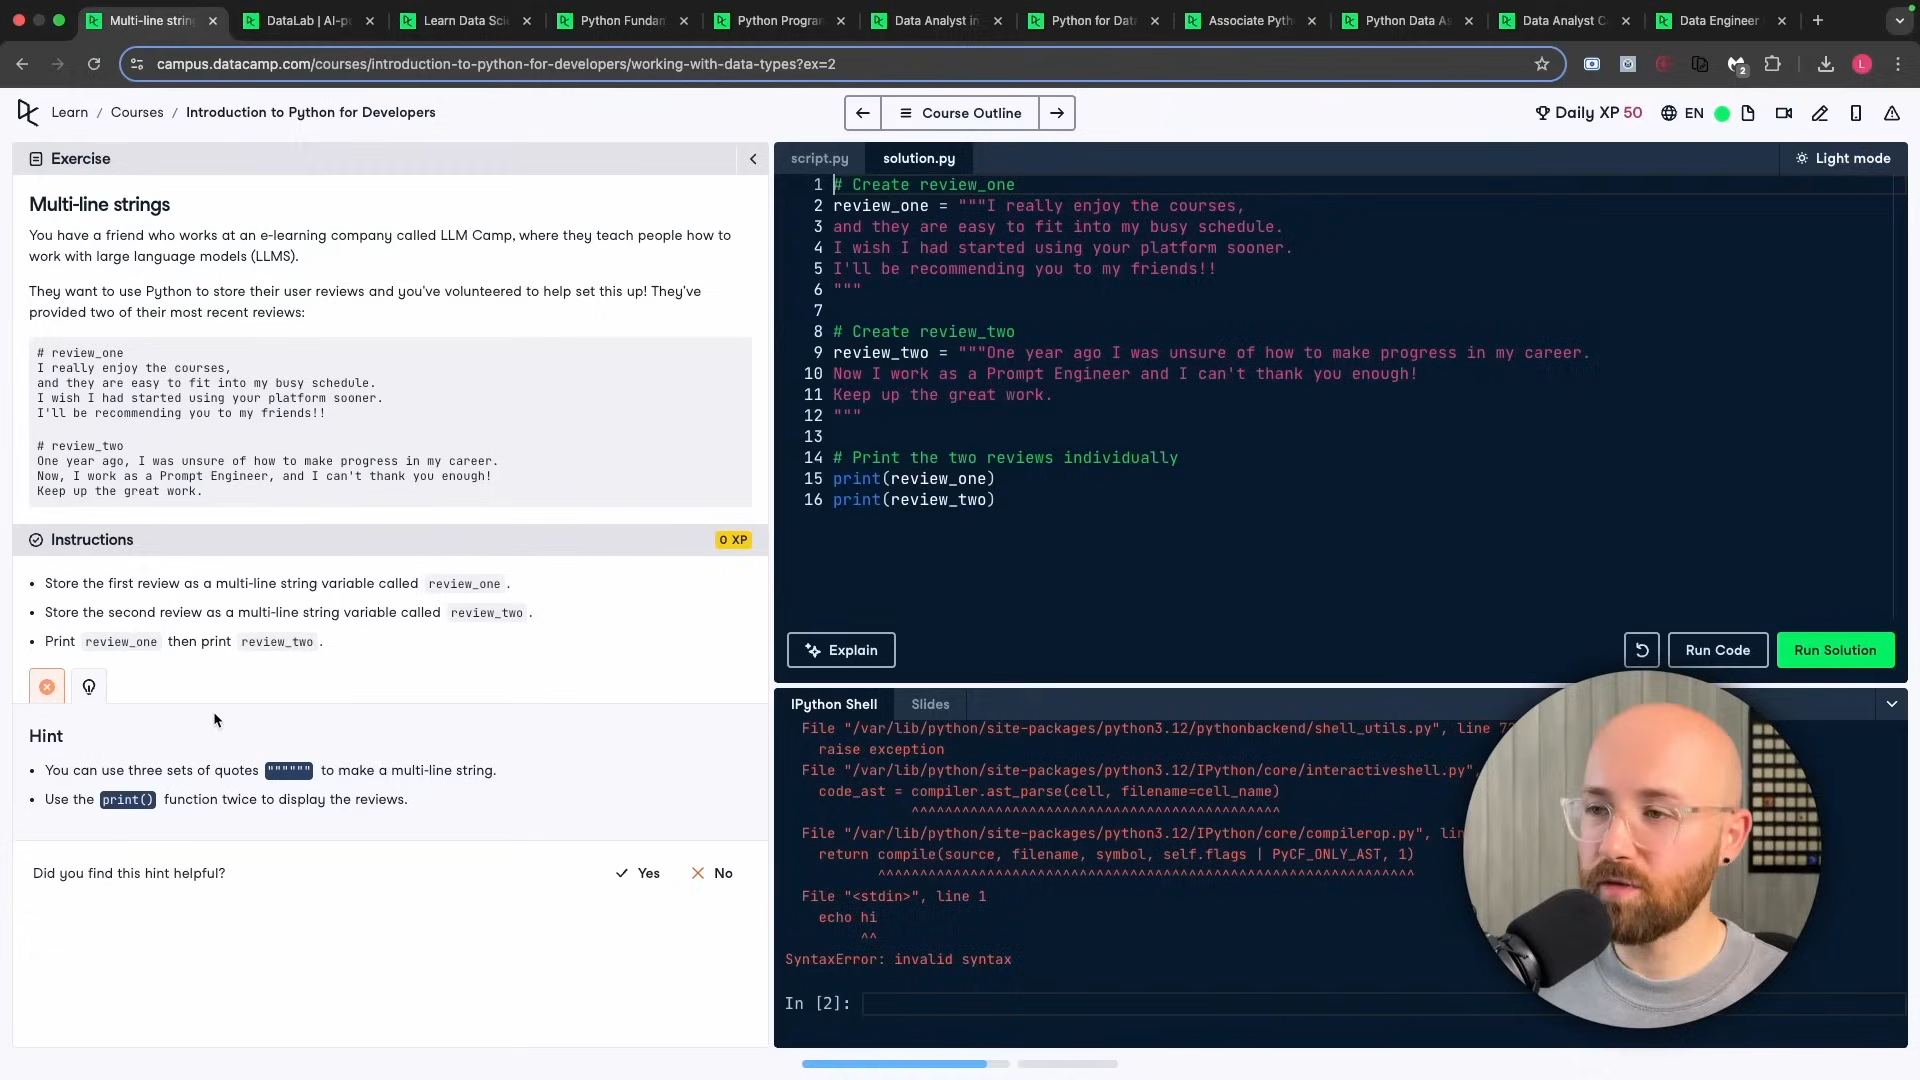 Multi-line strin
DataLab | AI-po
Learn Data Sci
Python Fundam
Python Progra
Data Analyst in
Python for Data
Associate Pyth
Python Data As
Data Analyst C
Data Engineer
campus.datacamp.com/courses/introduction-to-python-for-developers/working-with-data-types?ex=2
2
L
Learn / Courses / Introduction to Python for Developers
Course Outline
Daily XP 50
EN
Exercise
Multi-line strings
You have a friend who works at an e-learning company called LLM Camp, where they teach people how to
work with large language models (LLMS).
They want to use Python to store their user reviews and you've volunteered to help set this up! They've
provided two of their most recent reviews:
# review_one
I really enjoy the courses,
and they are easy to fit into my busy schedule.
I wish I had started using your platform sooner.
I'll be recommending you to my friends!!
# review_two
One year ago, I was unsure of how to make progress in my career.
Now, I work as a Prompt Engineer, and I can't thank you enough!
Keep up the great work.
Instructions
0 XP
• Store the first review as a multi-line string variable called review_one .
• Store the second review as a multi-line string variable called review_two .
• Print review_one then print review_two .
Hint
• You can use three sets of quotes """""" to make a multi-line string.
• Use the print() function twice to display the reviews.
Did you find this hint helpful?
Yes
No
script.py
solution.py
Light mode
1 # Create review_one
2 review_one = """I really enjoy the courses,
3 and they are easy to fit into my busy schedule.
4 I wish I had started using your platform sooner.
5 I'll be recommending you to my friends!!
6 """
7
8 # Create review_two
9 review_two = """One year ago I was unsure of how to make progress in my career.
10 Now I work as a Prompt Engineer and I can't thank you enough!
11 Keep up the great work.
12 """
13
14 # Print the two reviews individually
15 print(review_one)
16 print(review_two)
Explain
Run Code
Run Solution
IPython Shell
Slides
File "/var/lib/python/site-packages/python3.12/pythonbackend/shell_utils.py", line 7
raise exception
File "/var/lib/python/site-packages/python3.12/IPython/core/interactiveshell.py",
code_ast = compiler.ast_parse(cell, filename=cell_name)
^^^^^^^^^^^^^^^^^^^^^^^^^^^^^^^^^^^^^^^^^^^^
File "/var/lib/python/site-packages/python3.12/IPython/core/compilerop.py", lin
return compile(source, filename, symbol, self.flags | PyCF_ONLY_AST, 1)
^^^^^^^^^^^^^^^^^^^^^^^^^^^^^^^^^^^^^^^^^^^^^^^^^^^^^^^^^^^^^^^^
File "<stdin>", line 1
echo hi
^^
SyntaxError: invalid syntax
In [2]: